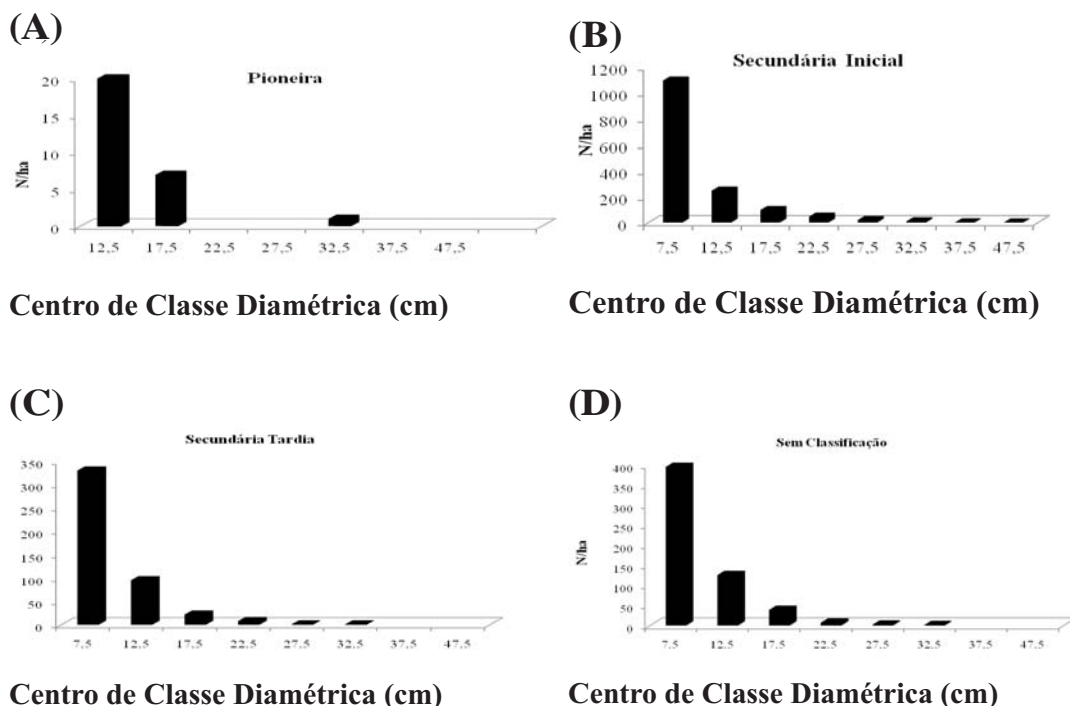 (A)
Pioneira
20
15
10
5
0
N/ha
12,5 17,5 22,5 27,5 32,5 37,5 47,5
Centro de Classe Diamétrica (cm)
(B)
Secundária Inicial
1200
1000
800
600
400
200
0
N/ha
7,5 12,5 17,5 22,5 27,5 32,5 37,5 47,5
Centro de Classe Diamétrica (cm)
(C)
Secundária Tardia
350
300
250
200
150
100
50
0
7,5 12,5 17,5 22,5 27,5 32,5 37,5 47,5
Centro de Classe Diamétrica (cm)
(D)
Sem Classificação
400
350
300
250
200
150
100
50
0
N/ha
7,5 12,5 17,5 22,5 27,5 32,5 37,5 47,5
Centro de Classe Diamétrica (cm)